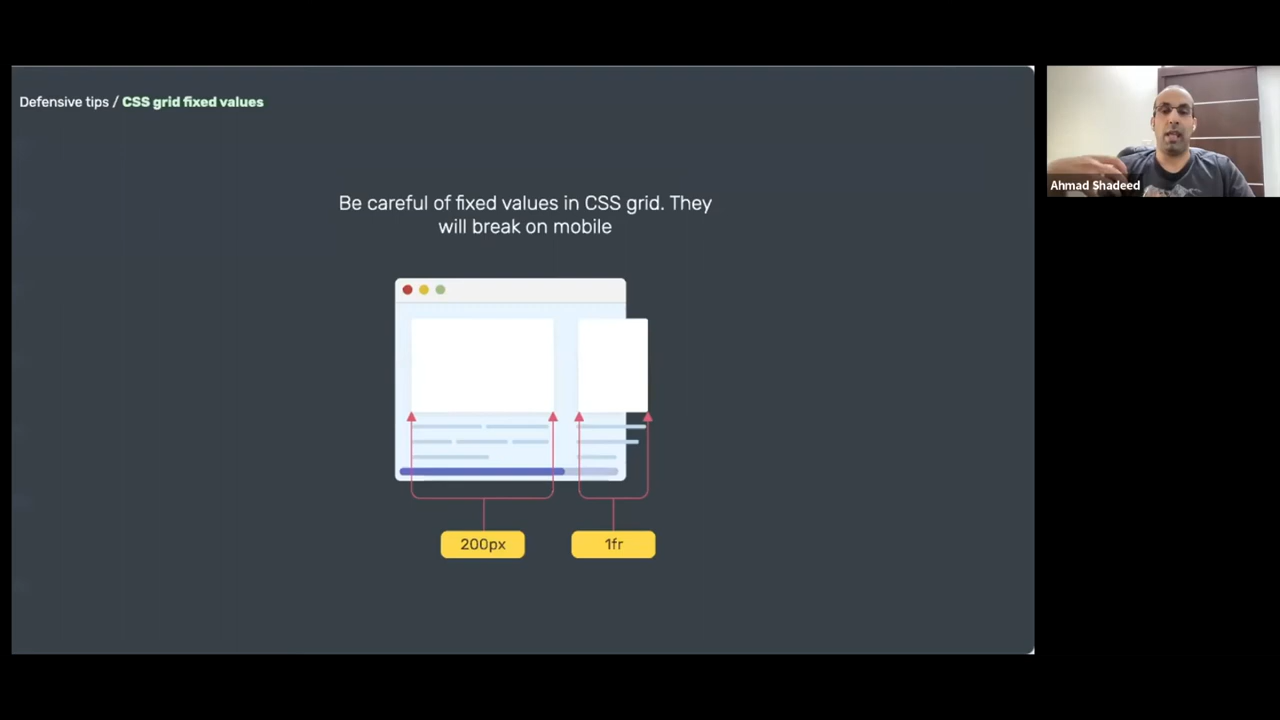 Defensive tips / CSS grid fixed values
Be careful of fixed values in CSS grid. They
will break on mobile
200px
1fr
Ahmad Shadeed